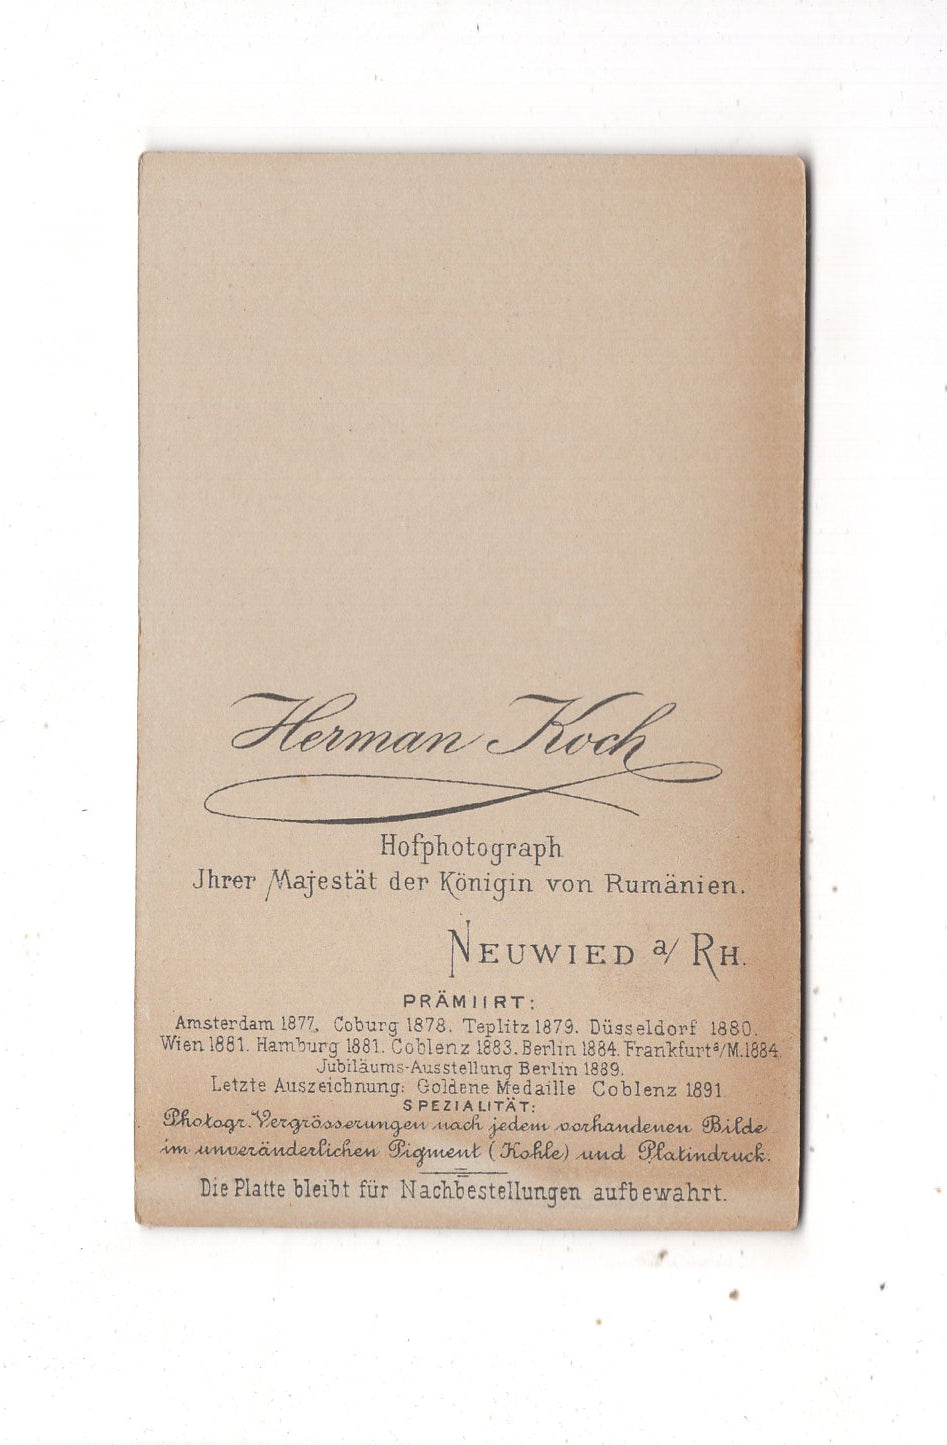 Herman Koch
Hofphotograph
Jhrer Majestät der Königin von Rumänien.
NEUWIED a/ RH.
PRÄMIIRT:
Amsterdam 1877, Coburg 1878. Teplitz 1879. Düsseldorf 1880.
Wien 1881. Hamburg 1881. Coblenz 1883. Berlin 1884. Frankfurt a/M. 1884.
Jubiläums-Ausstellung Berlin 1889.
Letzte Auszeichnung: Goldene Medaille Coblenz 1891.
SPEZIALITÄT:
Photogr. Vergrösserungen nach jedem vorhandenen Bilde
im unveränderlichen Pigment (Kohle) und Platindruck.
Die Platte bleibt für Nachbestellungen aufbewahrt.